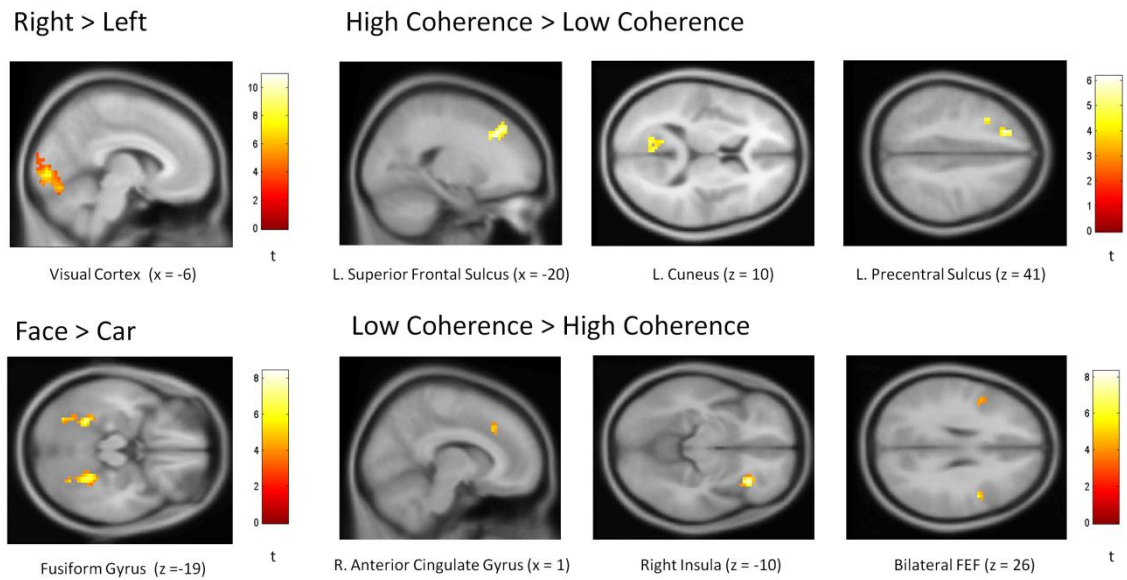 Right > Left
High Coherence > Low Coherence
10
8
6
4
2
0
t
6
5
4
3
2
1
0
t
Visual Cortex (x = -6)
L. Superior Frontal Sulcus (x = -20)
L. Cuneus (z = 10)
L. Precentral Sulcus (z = 41)
Face > Car
Low Coherence > High Coherence
8
6
4
2
0
t
8
6
4
2
0
t
Fusiform Gyrus (z =-19)
R. Anterior Cingulate Gyrus (x = 1)
Right Insula (z = -10)
Bilateral FEF (z = 26)